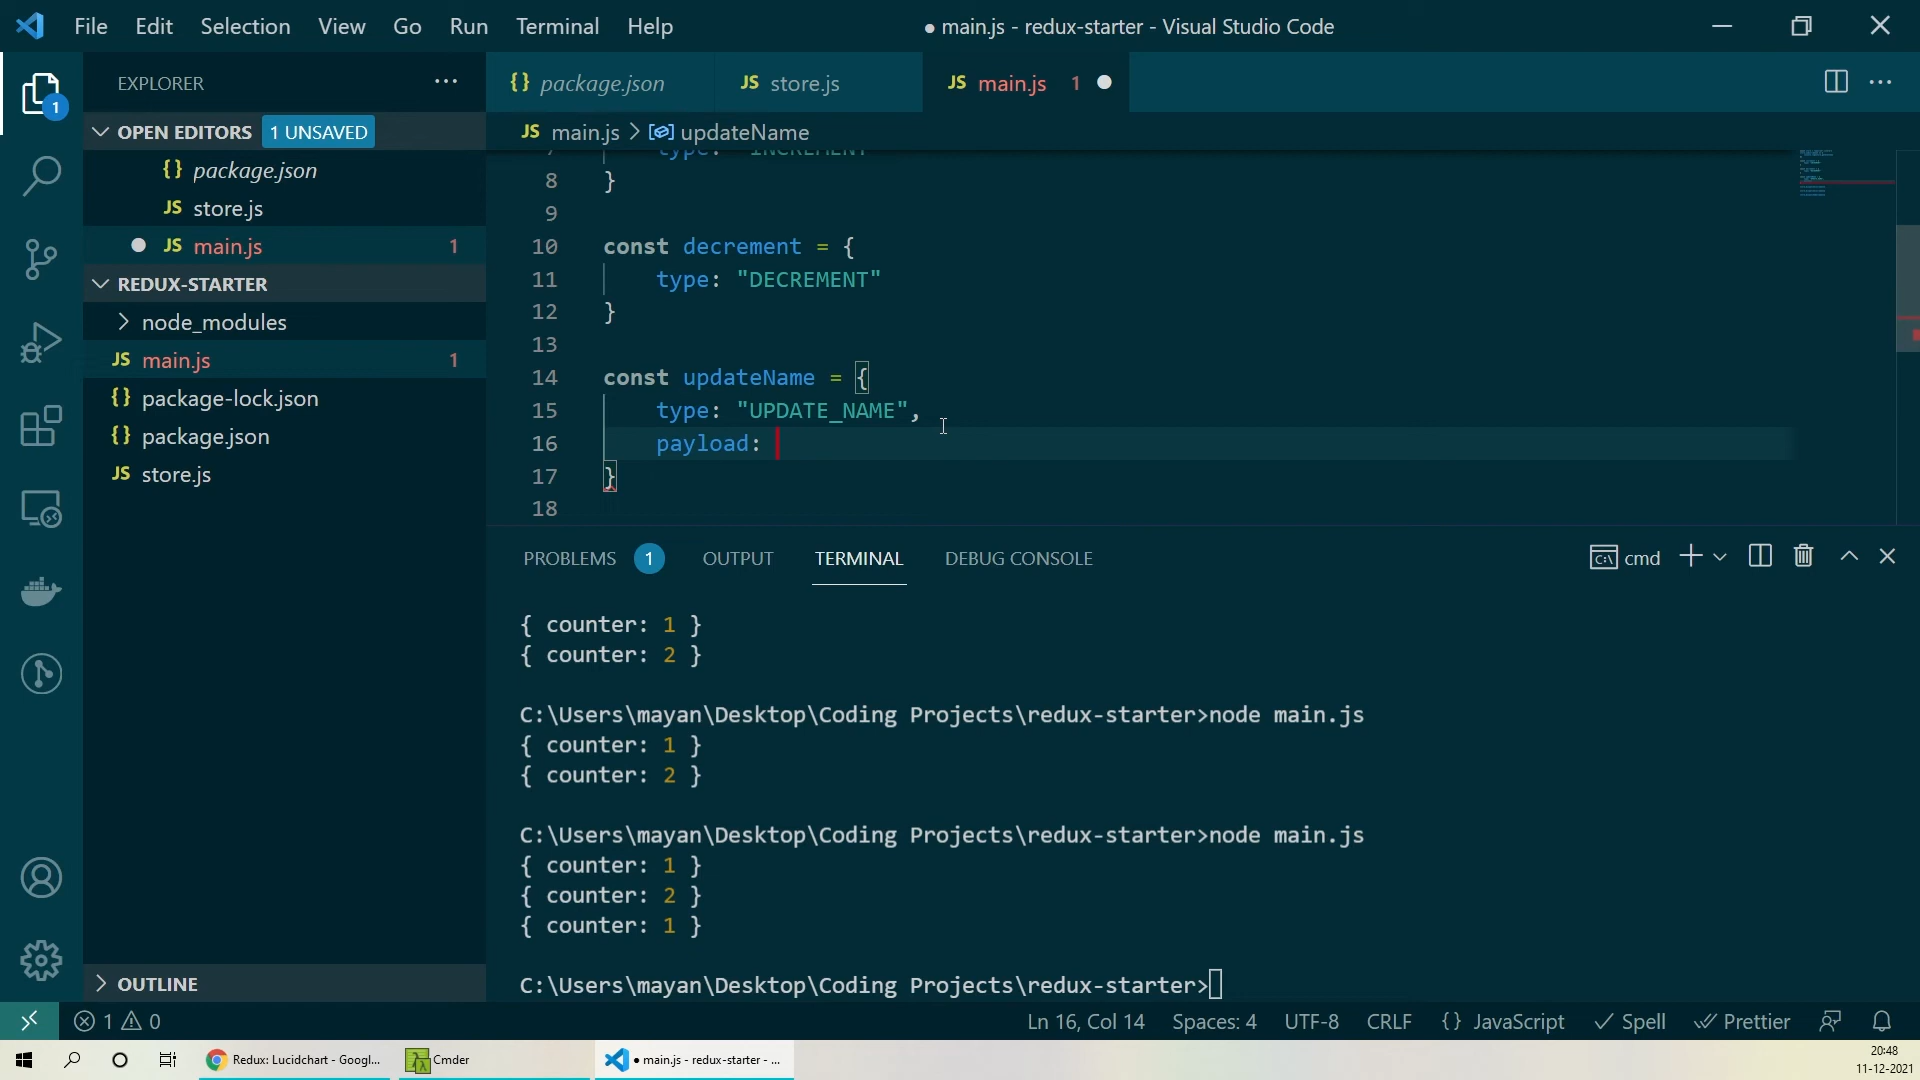 File Edit Selection View Go Run Terminal Help
● main.js - redux-starter - Visual Studio Code
EXPLORER
OPEN EDITORS 1 UNSAVED
{} package.json
JS store.js
JS main.js 1
REDUX-STARTER
node_modules
JS main.js 1
{} package-lock.json
{} package.json
JS store.js
OUTLINE
1
{} package.json
JS store.js
JS main.js 1
JS main.js > updateName
7 type: "INCREMENT"
8 }
9
10 const decrement = {
11 type: "DECREMENT"
12 }
13
14 const updateName = {
15 type: "UPDATE_NAME",
16 payload:
17 }
18
PROBLEMS 1 OUTPUT TERMINAL DEBUG CONSOLE
cmd
{ counter: 1 }
{ counter: 2 }
C:\Users\mayan\Desktop\Coding Projects\redux-starter>node main.js
{ counter: 1 }
{ counter: 2 }
C:\Users\mayan\Desktop\Coding Projects\redux-starter>node main.js
{ counter: 1 }
{ counter: 2 }
{ counter: 1 }
C:\Users\mayan\Desktop\Coding Projects\redux-starter>
1 0
Ln 16, Col 14 Spaces: 4 UTF-8 CRLF {} JavaScript Spell Prettier
Redux: Lucidchart - Googl...
Cmder
● main.js - redux-starter - ...
20:48
11-12-2021